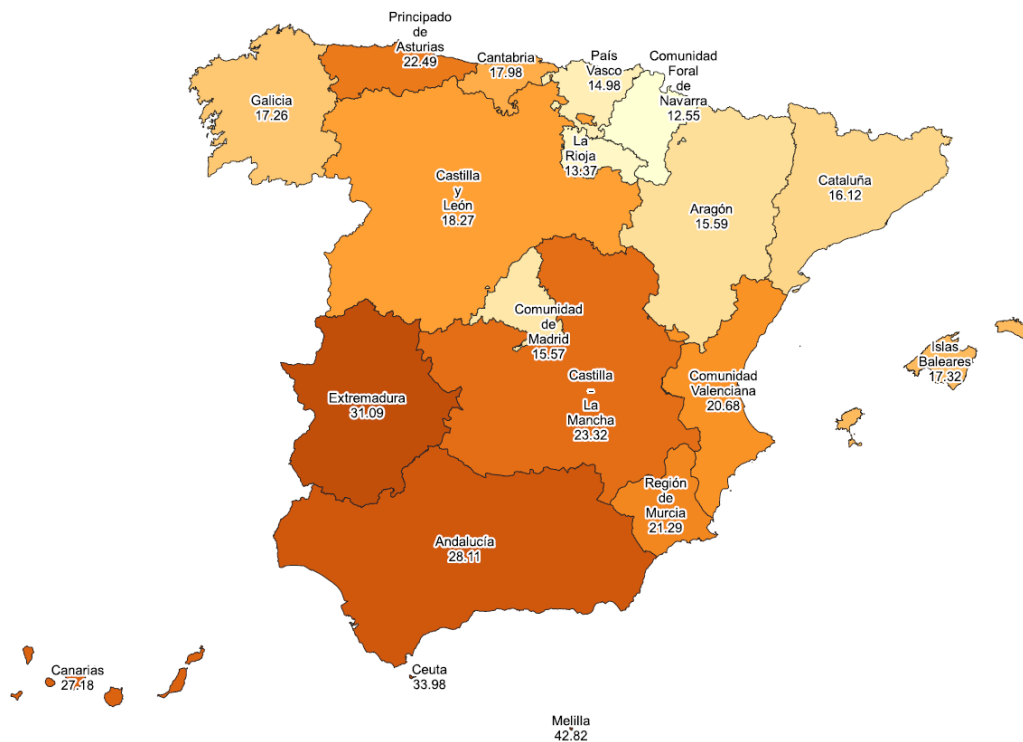 Principado
de
Asturias
22.49
Cantabria
17.98
País
Vasco
14.98
Comunidad
Foral
de
Navarra
12.55
Galicia
17.26
La
Rioja
13.37
Castilla
y
León
18.27
Cataluña
16.12
Aragón
15.59
Comunidad
de
Madrid
15.57
Islas
Baleares
17.32
Comunidad
Valenciana
20.68
Castilla
–
La
Mancha
23.32
Extremadura
31.09
Región
de
Murcia
21.29
Andalucía
28.11
Canarias
27.18
Ceuta
33.98
Melilla
42.82